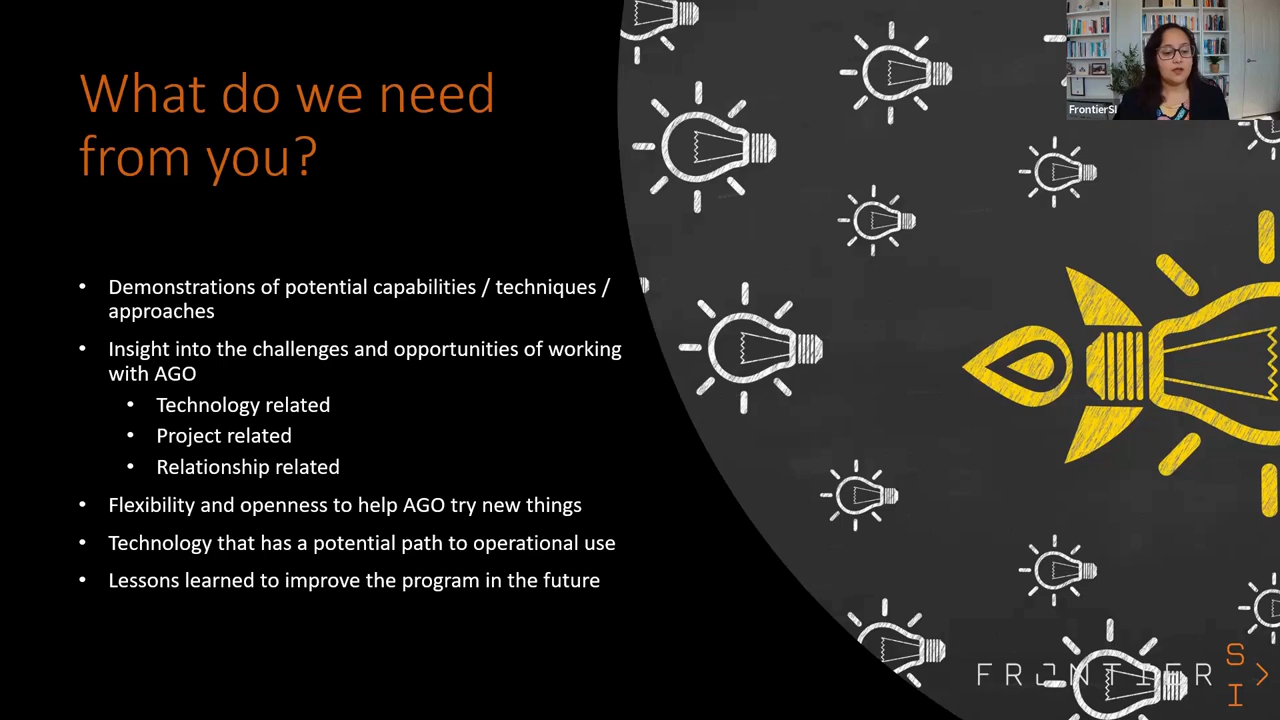 What do we need
from you?
FrontierSI
• Demonstrations of potential capabilities / techniques /
approaches
• Insight into the challenges and opportunities of working
with AGO
• Technology related
• Project related
• Relationship related
• Flexibility and openness to help AGO try new things
• Technology that has a potential path to operational use
• Lessons learned to improve the program in the future
FRONTIER SI